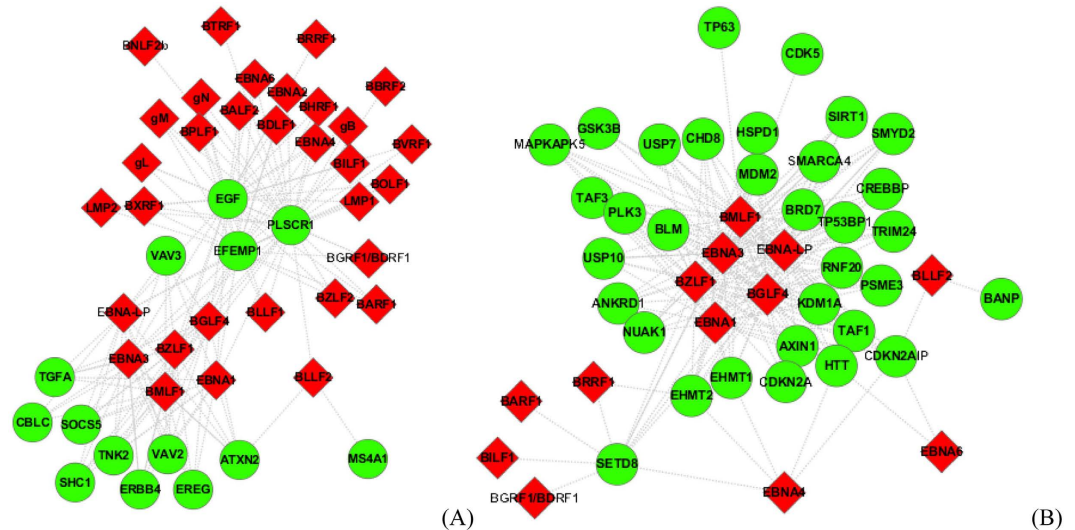 BTRF1
BNLF2b
BRRF1
EBNA6
EBNA2
BBRF2
gN
gM
BALF2
BHRF1
BPLF1
BDLF1
gB
EBNA4
BVRF1
gL
BILF1
BOLF1
EGF
LMP2
BXRF1
LMP1
PLSCR1
VAV3
EFEMP1
BGRF1/BDRF1
BZLF2
BARF1
EBNA-LP
BGLF4
BLLF1
EBNA3
BZLF1
TGFA
BMLF1
EBNA1
BLLF2
CBLC
SOCS5
TNK2
VAV2
ATXN2
MS4A1
SHC1
ERBB4
EREG
(A)
TP63
CDK5
GSK3B
SIRT1
MAPKAPK5
USP7
CHD8
HSPD1
SMYD2
SMARCA4
MDM2
CREBBP
TAF3
PLK3
BRD7
BMLF1
TP53BP1
BLM
TRIM24
EBNA3
EBNA-LP
USP10
RNF20
BZLF1
BGLF4
PSME3
BLLF2
ANKRD1
KDM1A
BANP
NUAK1
EBNA1
TAF1
AXIN1
HTT
CDKN2AIP
BRRF1
EHMT1
CDKN2A
EHMT2
BARF1
BILF1
SETD8
EBNA6
BGRF1/BDRF1
EBNA4
(B)